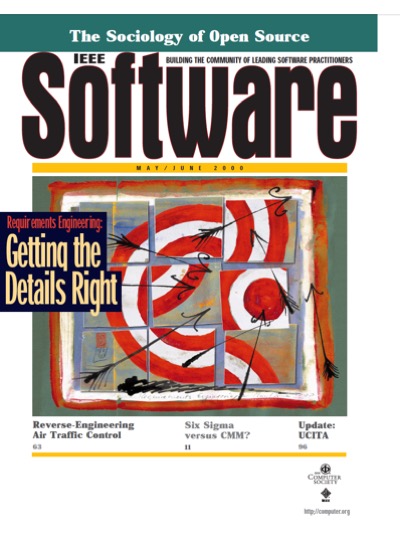 The Sociology of Open Source
IEEE
BUILDING THE COMMUNITY OF LEADING SOFTWARE PRACTITIONERS
Software
MAY/JUNE 2000
Requirements Engineering:
Getting the
Details Right
Reverse-Engineering
Air Traffic Control
63
Six Sigma
versus CMM?
11
Update:
UCITA
96
COMPUTER
SOCIETY
IEEE
http://computer.org